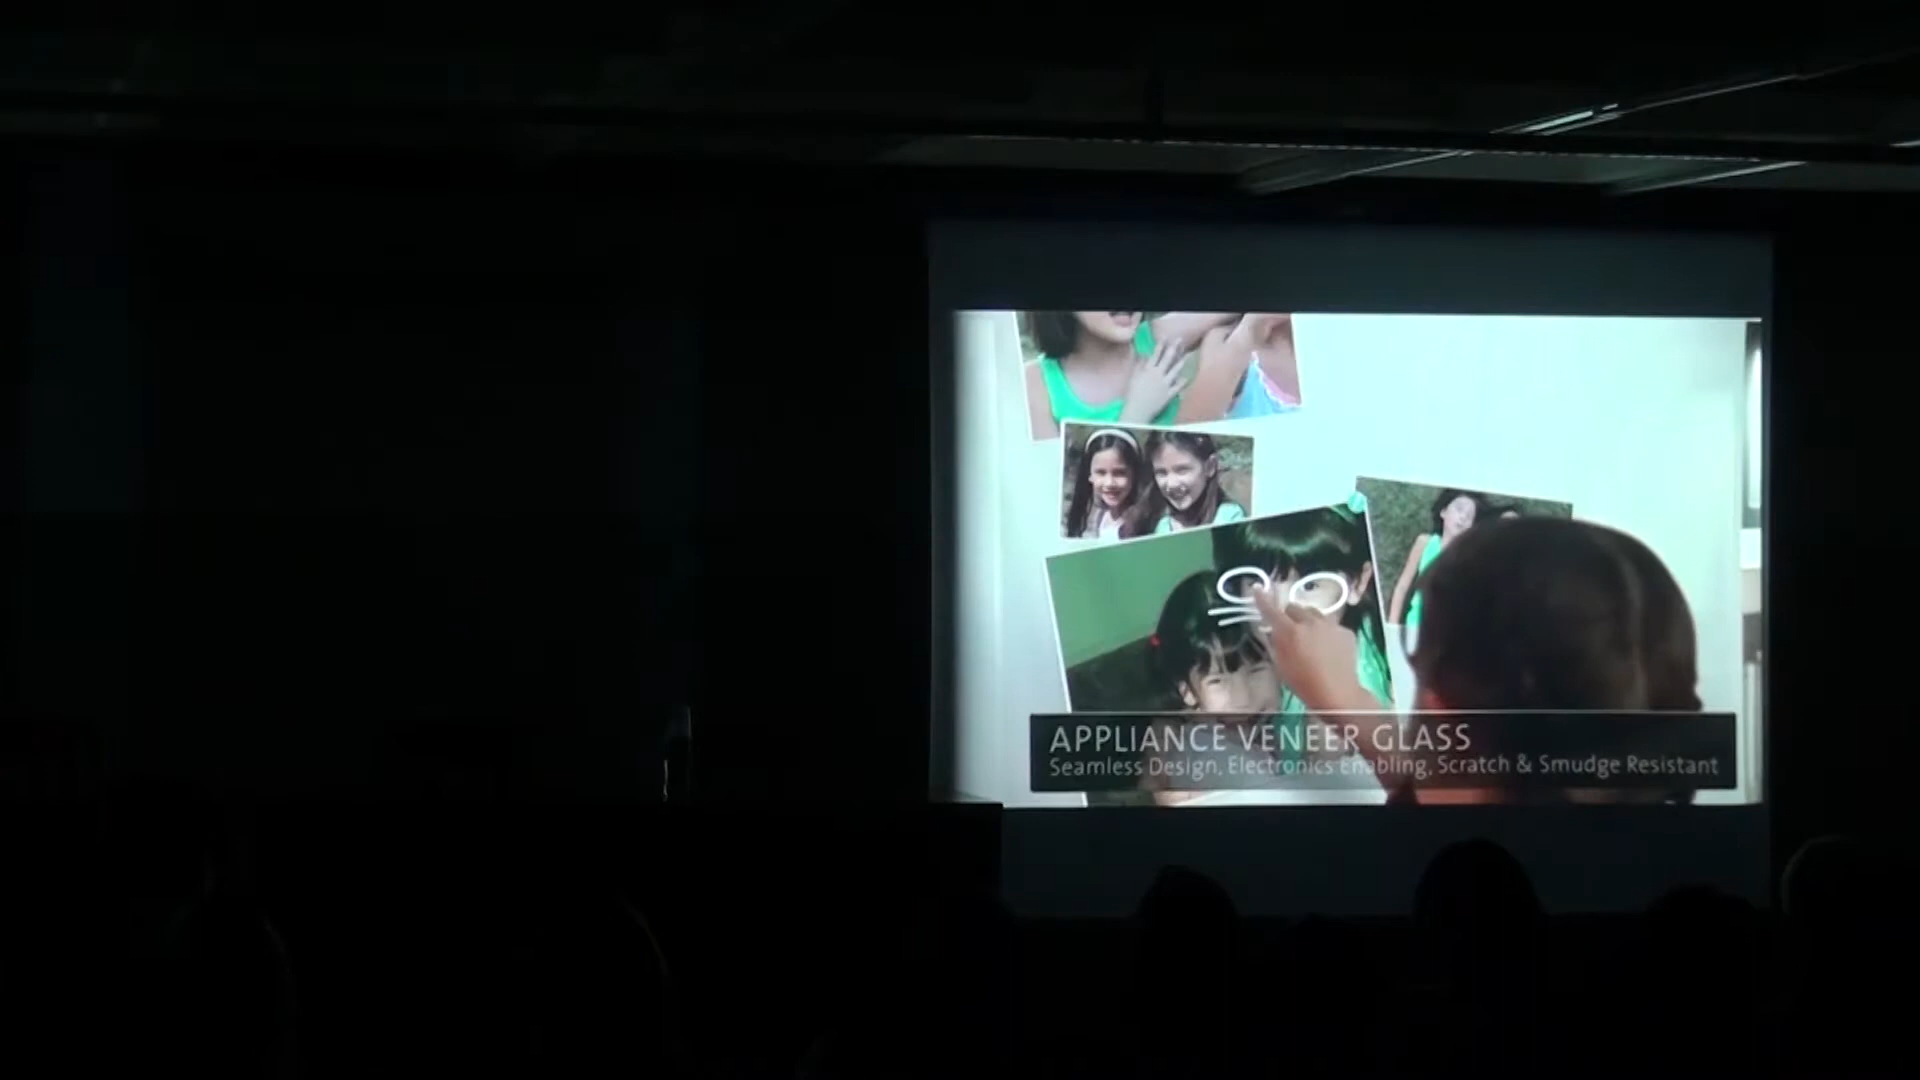 APPLIANCE VENEER GLASS
Seamless Design, Electronics Enabling, Scratch & Smudge Resistant